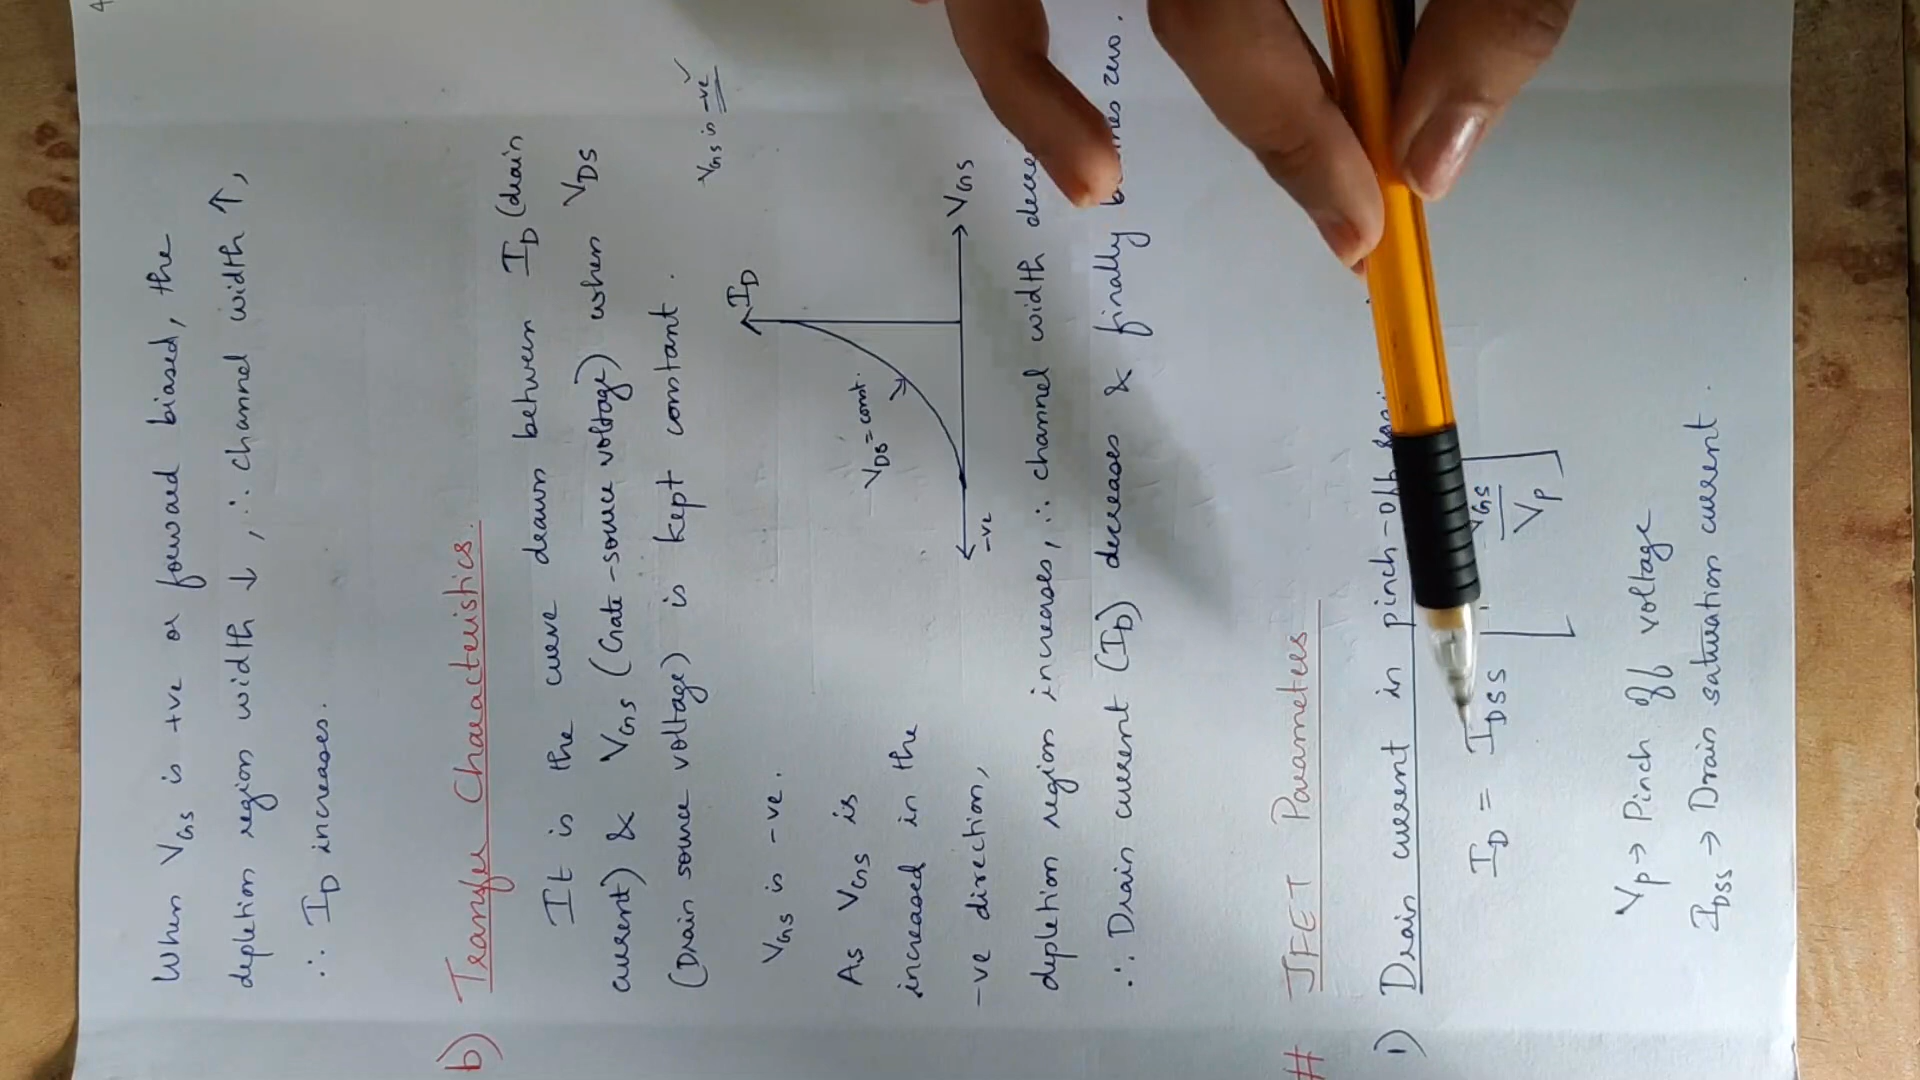 When VGS is +ve or forward biased, the
depletion region width ↓, ∴ channel width ↑,
∴ ID increases.
b) Transfer Characteristics.
It is the curve drawn between ID (drain
current) & VGS (Gate-source voltage) when VDS
(Drain source voltage) is kept constant.
VGS is -ve ✓
VGS is -ve.
As VGS is
increased in the
-ve direction,
ID
VDS = const.
VGS
-ve
depletion region increases, ∴ channel width
∴ Drain current (ID) decreases & finally zero.
# JFET Parameters
1) Drain current in pinch-off
ID = IDSS [ VGS / VP ]
VP → Pinch off voltage
IDSS → Drain saturation current.